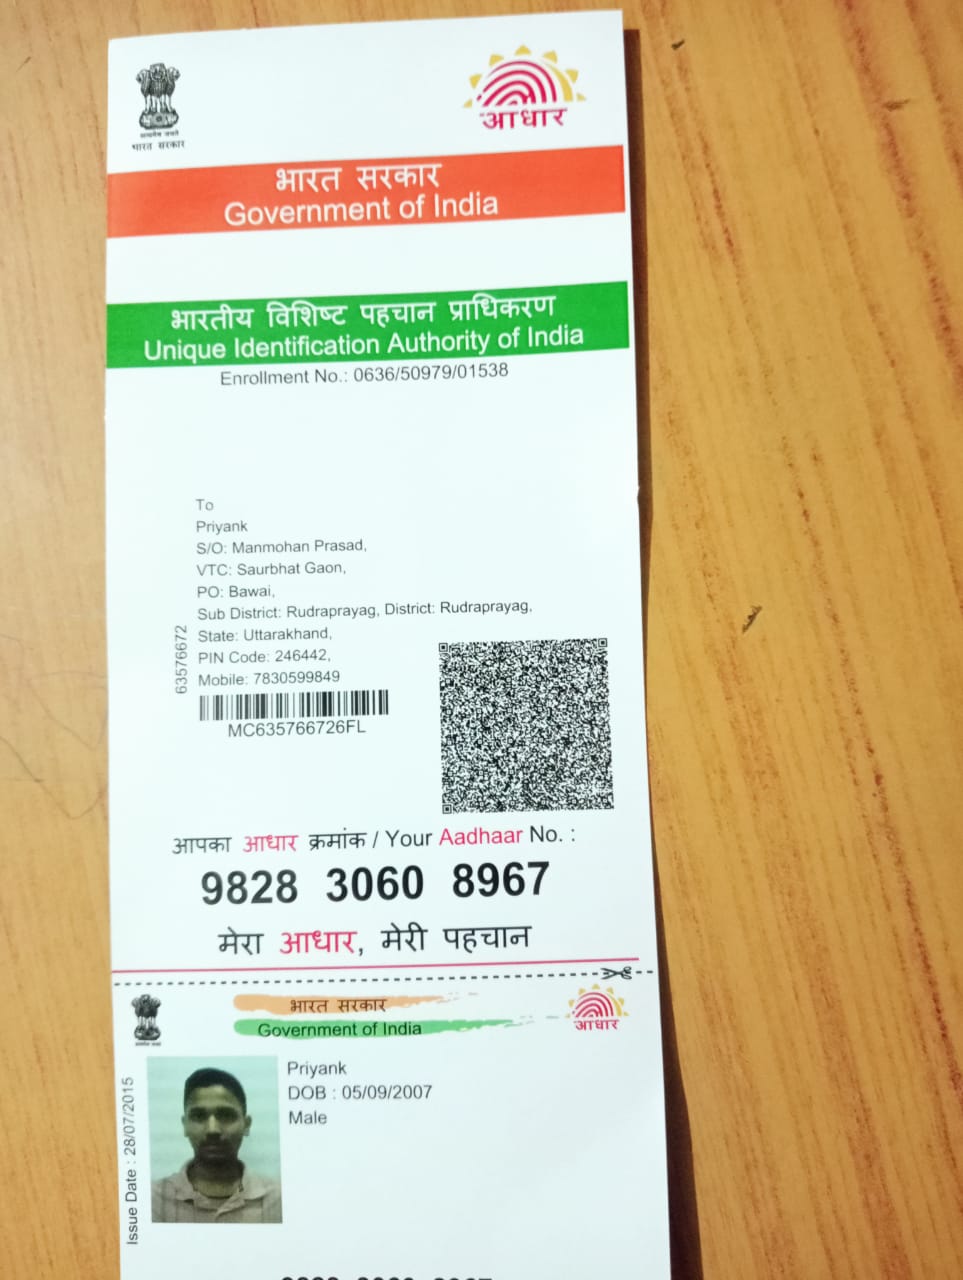 सत्यमेव जयते
भारत सरकार
आधार
भारत सरकार
Government of India
भारतीय विशिष्ट पहचान प्राधिकरण
Unique Identification Authority of India
Enrollment No.: 0636/50979/01538
To
Priyank
S/O: Manmohan Prasad,
VTC: Saurbhat Gaon,
PO: Bawai,
Sub District: Rudraprayag, District: Rudraprayag,
State: Uttarakhand,
PIN Code: 246442,
Mobile: 7830599849
63576672
MC635766726FL
आपका आधार क्रमांक / Your Aadhaar No. :
9828 3060 8967
मेरा आधार, मेरी पहचान
भारत सरकार
Government of India
आधार
Issue Date : 28/07/2015
Priyank
DOB : 05/09/2007
Male